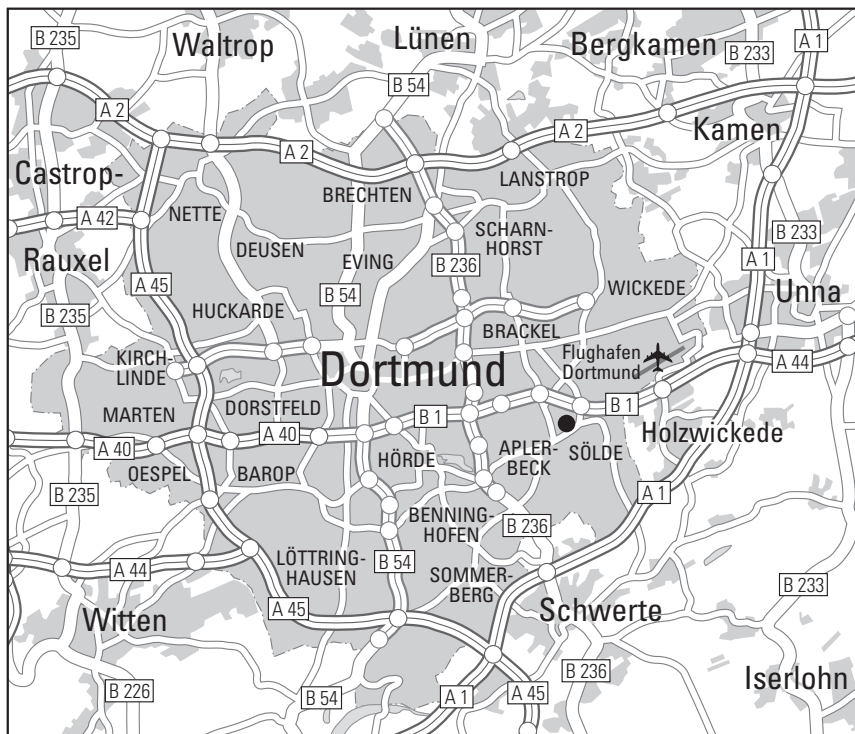 B 235
Waltrop
Lünen
Bergkamen
B 233
A 1
B 54
A 2
A 2
A 2
Kamen
Castrop-
Rauxel
BRECHTEN
LANSTROP
NETTE
A 42
SCHARN-
HORST
DEUSEN
EVING
B 233
B 236
A 1
A 45
WICKEDE
Unna
B 54
HUCKARDE
B 235
BRACKEL
KIRCH-
LINDE
Dortmund
Flughafen
Dortmund
A 44
MARTEN
DORSTFELD
B 1
B 1
A 40
A 40
Holzwickede
HÖRDE
APLER-
BECK
SÖLDE
OESPEL
BAROP
B 235
A 1
BENNING-
HOFEN
B 236
LÖTTRING-
HAUSEN
B 54
A 44
SOMMER-
BERG
B 233
A 45
Schwerte
Witten
B 236
Iserlohn
B 226
B 54
A 1
A 45